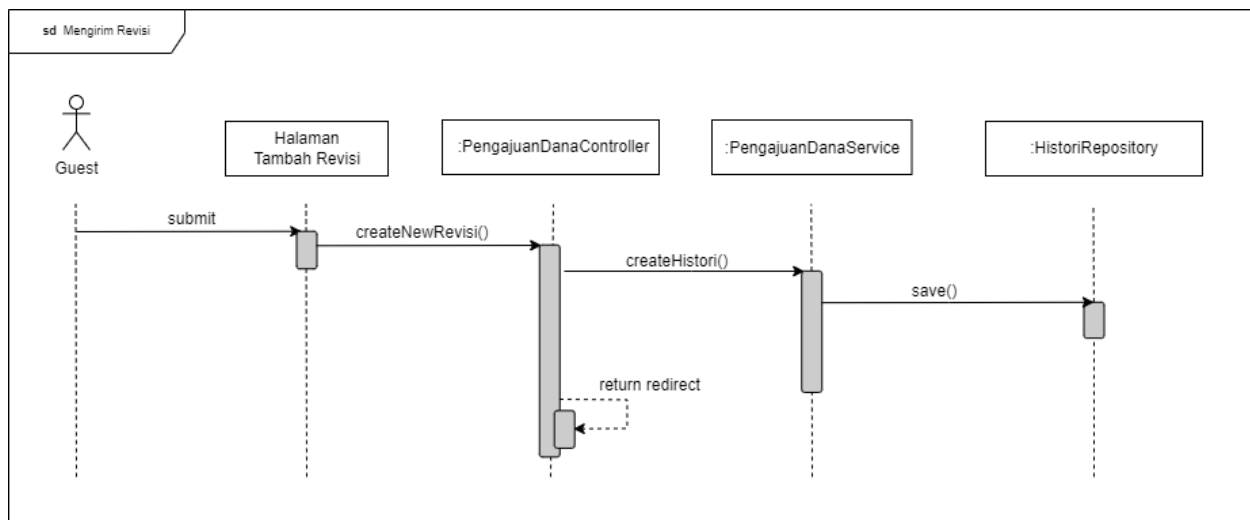 sd Mengirim Revisi
Guest
Halaman
Tambah Revisi
:PengajuanDanaController
:PengajuanDanaService
:HistoriRepository
submit
createNewRevisi()
createHistori()
save()
return redirect